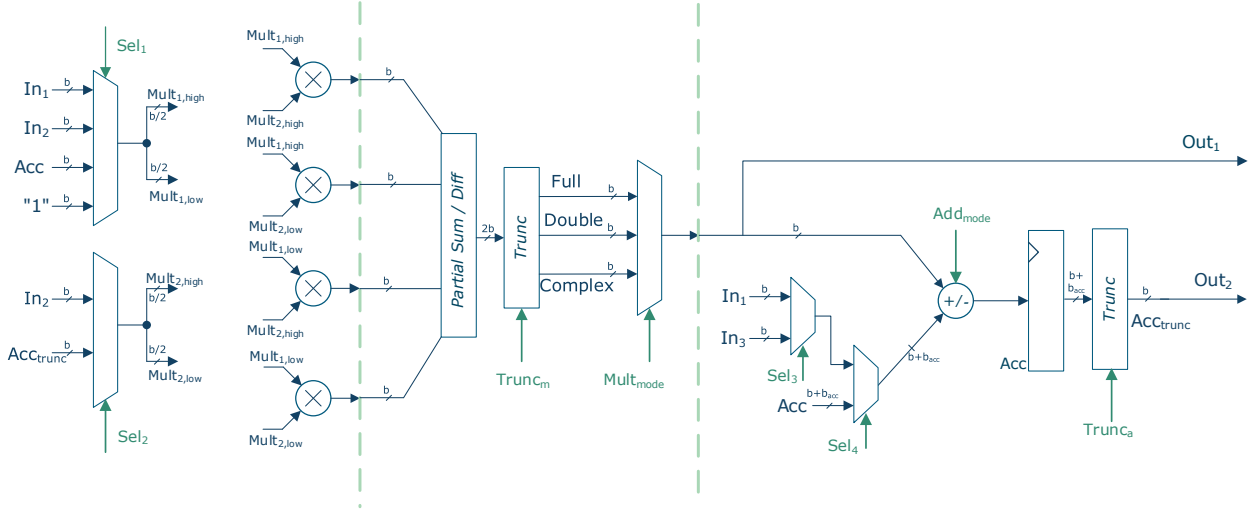 Sel1
In1
b
In2
b
Acc
b
"1"
b
Mult1,high
b/2
b/2
Mult1,low
In2
b
Acctrunc
b
Mult2,high
b/2
b/2
Mult2,low
Sel2
Mult1,high
Mult2,high
b
Mult1,high
Mult2,low
b
Mult1,low
Mult2,high
b
Mult1,low
Mult2,low
b
Partial Sum / Diff
2b
Trunc
Truncm
Full
b
Double
b
Complex
b
Multmode
Out1
b
In1
b
In3
b
Sel3
Acc
b+bacc
Sel4
b+bacc
Addmode
+/-
Acc
b+
bacc
Trunc
Trunca
b
Out2
Acctrunc